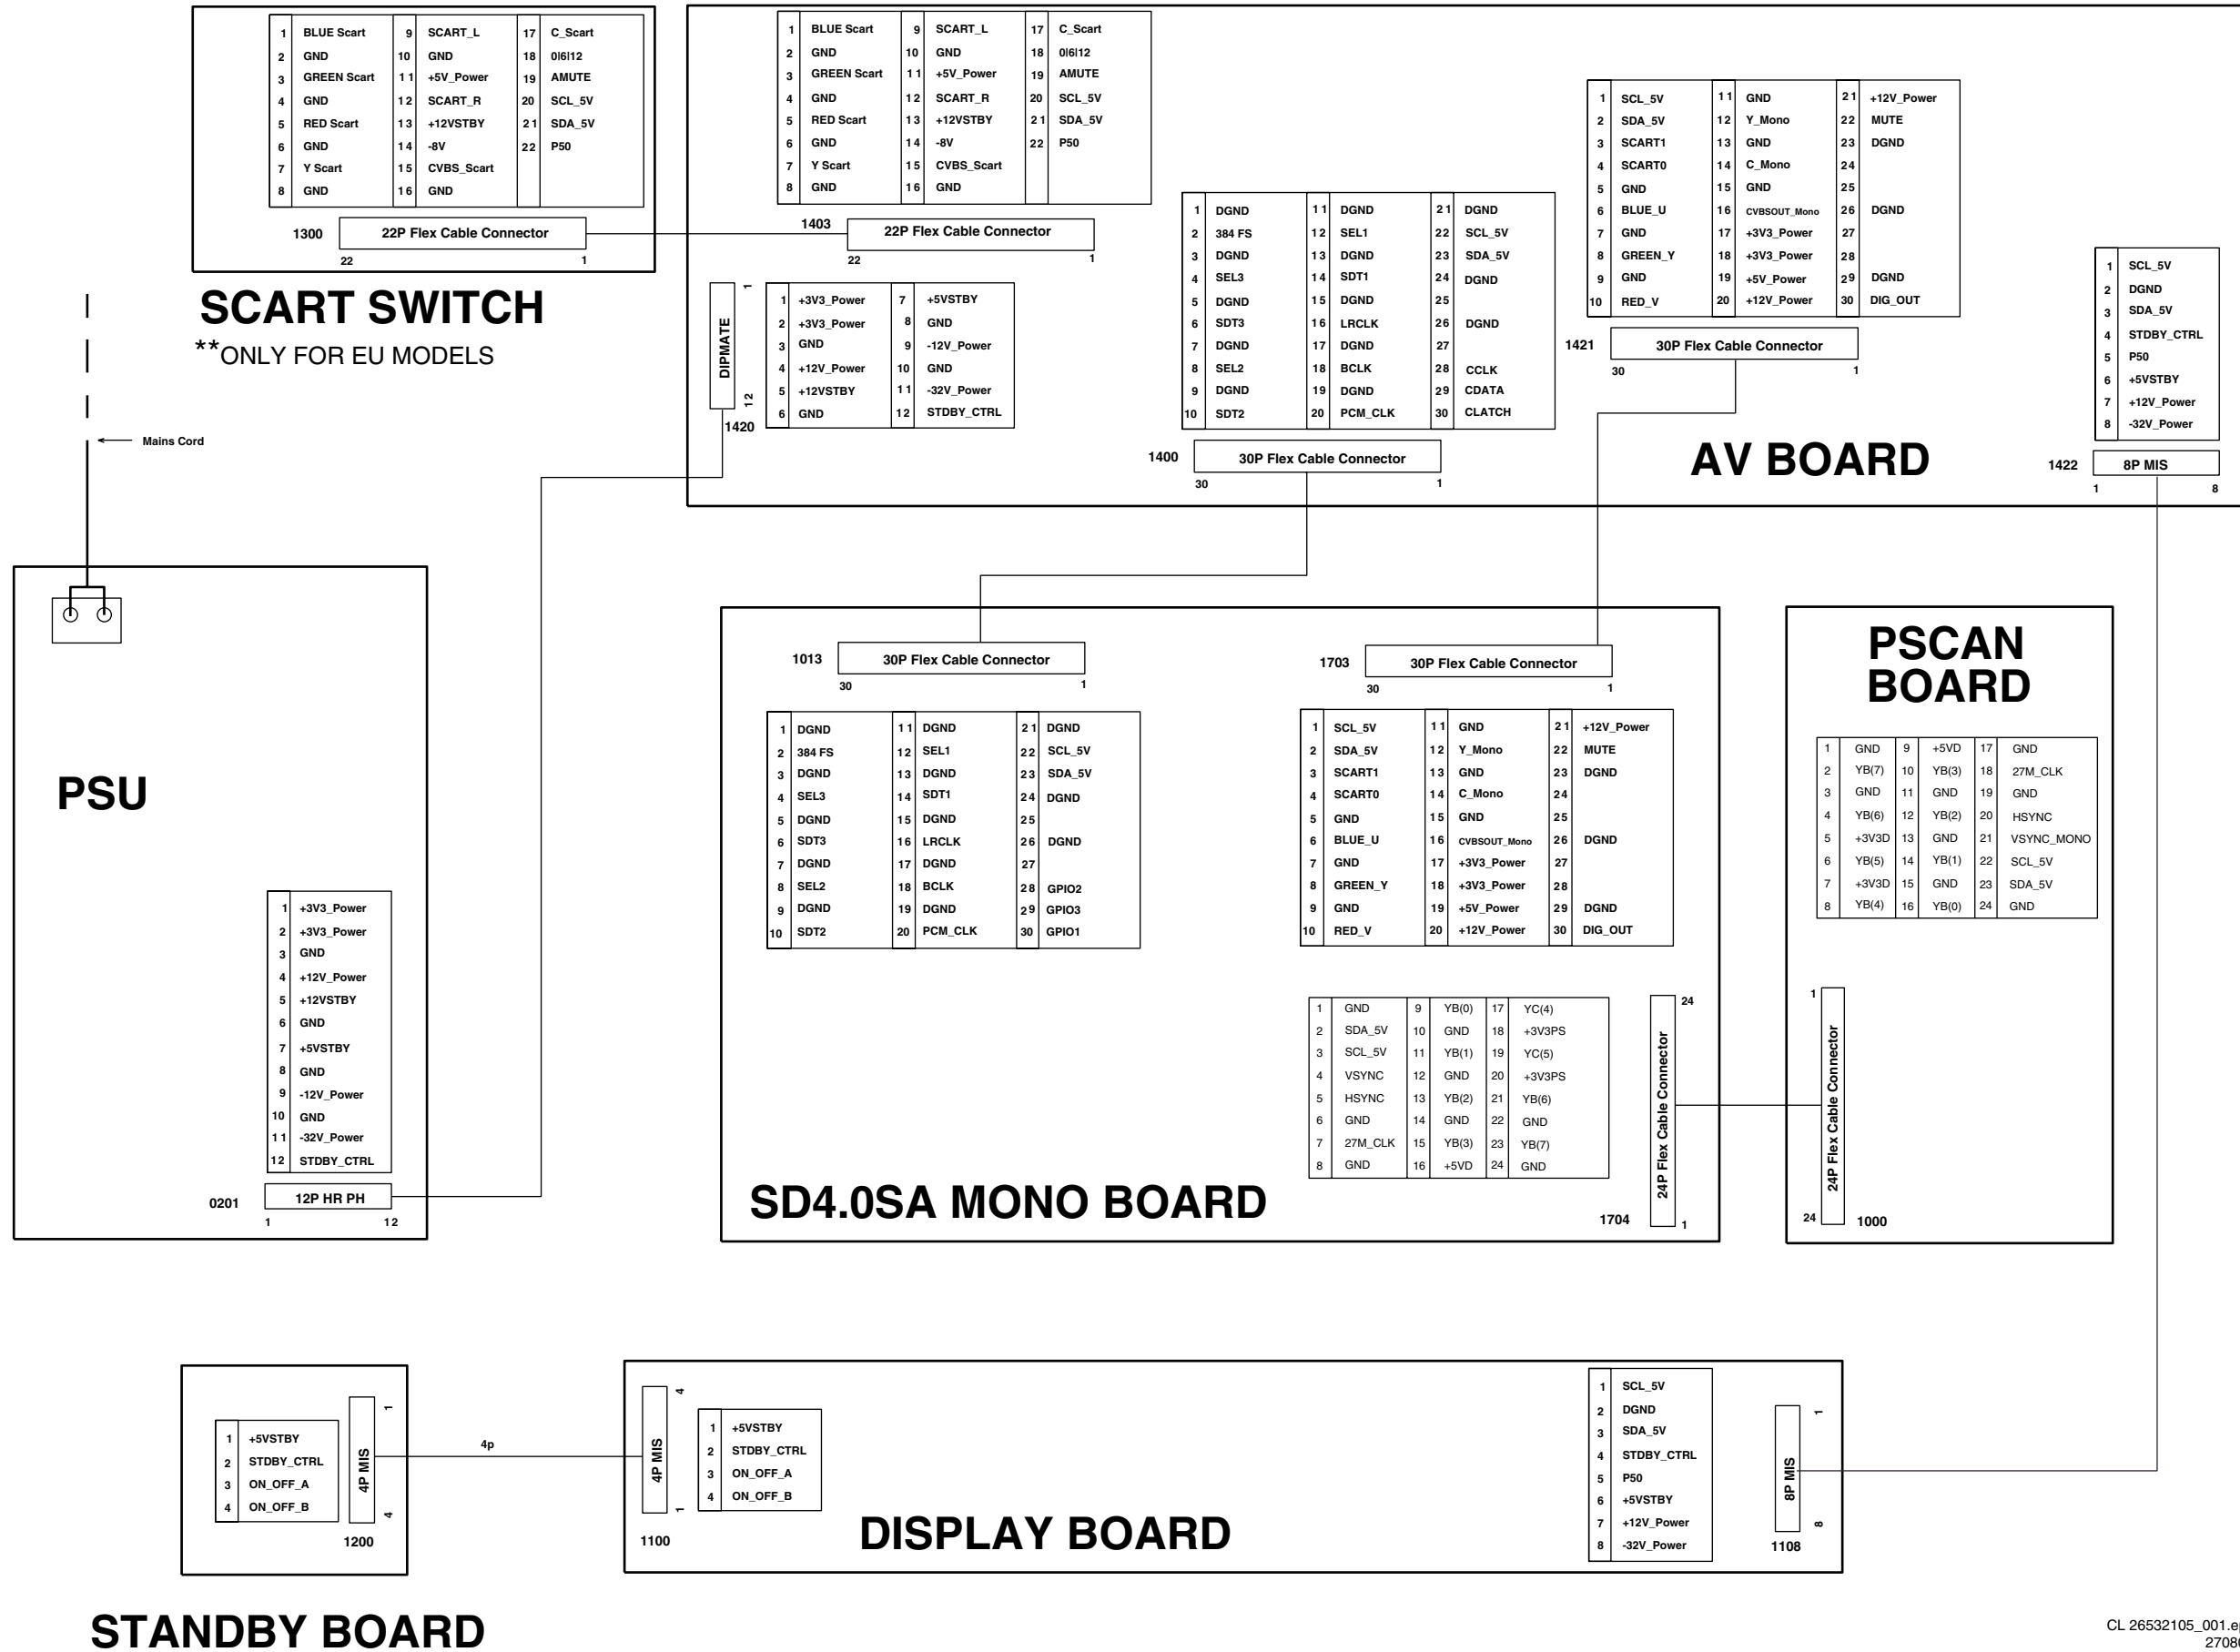 1 BLUE Scart 9 SCART_L 17 C_Scart
2 GND 10 GND 18 0|6|12
3 GREEN Scart 11 +5V_Power 19 AMUTE
4 GND 12 SCART_R 20 SCL_5V
5 RED Scart 13 +12VSTBY 21 SDA_5V
6 GND 14 -8V 22 P50
7 Y Scart 15 CVBS_Scart
8 GND 16 GND
1300 22P Flex Cable Connector
22 1
SCART SWITCH
**ONLY FOR EU MODELS
Mains Cord
1 BLUE Scart 9 SCART_L 17 C_Scart
2 GND 10 GND 18 0|6|12
3 GREEN Scart 11 +5V_Power 19 AMUTE
4 GND 12 SCART_R 20 SCL_5V
5 RED Scart 13 +12VSTBY 21 SDA_5V
6 GND 14 -8V 22 P50
7 Y Scart 15 CVBS_Scart
8 GND 16 GND
1403 22P Flex Cable Connector
22 1
DIPMATE
1
12
1420
1 +3V3_Power 7 +5VSTBY
2 +3V3_Power 8 GND
3 GND 9 -12V_Power
4 +12V_Power 10 GND
5 +12VSTBY 11 -32V_Power
6 GND 12 STDBY_CTRL
1 DGND 11 DGND 21 DGND
2 384 FS 12 SEL1 22 SCL_5V
3 DGND 13 DGND 23 SDA_5V
4 SEL3 14 SDT1 24 DGND
5 DGND 15 DGND 25
6 SDT3 16 LRCLK 26 DGND
7 DGND 17 DGND 27
8 SEL2 18 BCLK 28 CCLK
9 DGND 19 DGND 29 CDATA
10 SDT2 20 PCM_CLK 30 CLATCH
1400 30P Flex Cable Connector
30 1
1 SCL_5V 11 GND 21 +12V_Power
2 SDA_5V 12 Y_Mono 22 MUTE
3 SCART1 13 GND 23 DGND
4 SCART0 14 C_Mono 24
5 GND 15 GND 25
6 BLUE_U 16 CVBSOUT_Mono 26 DGND
7 GND 17 +3V3_Power 27
8 GREEN_Y 18 +3V3_Power 28
9 GND 19 +5V_Power 29 DGND
10 RED_V 20 +12V_Power 30 DIG_OUT
1421 30P Flex Cable Connector
30 1
AV BOARD
1 SCL_5V
2 DGND
3 SDA_5V
4 STDBY_CTRL
5 P50
6 +5VSTBY
7 +12V_Power
8 -32V_Power
1422 8P MIS
1 8
PSU
1 +3V3_Power
2 +3V3_Power
3 GND
4 +12V_Power
5 +12VSTBY
6 GND
7 +5VSTBY
8 GND
9 -12V_Power
10 GND
11 -32V_Power
12 STDBY_CTRL
0201 12P HR PH
1 12
1013 30P Flex Cable Connector
30 1
1 DGND 11 DGND 21 DGND
2 384 FS 12 SEL1 22 SCL_5V
3 DGND 13 DGND 23 SDA_5V
4 SEL3 14 SDT1 24 DGND
5 DGND 15 DGND 25
6 SDT3 16 LRCLK 26 DGND
7 DGND 17 DGND 27
8 SEL2 18 BCLK 28 GPIO2
9 DGND 19 DGND 29 GPIO3
10 SDT2 20 PCM_CLK 30 GPIO1
1703 30P Flex Cable Connector
30 1
1 SCL_5V 11 GND 21 +12V_Power
2 SDA_5V 12 Y_Mono 22 MUTE
3 SCART1 13 GND 23 DGND
4 SCART0 14 C_Mono 24
5 GND 15 GND 25
6 BLUE_U 16 CVBSOUT_Mono 26 DGND
7 GND 17 +3V3_Power 27
8 GREEN_Y 18 +3V3_Power 28
9 GND 19 +5V_Power 29 DGND
10 RED_V 20 +12V_Power 30 DIG_OUT
1 GND 9 YB(0) 17 YC(4)
2 SDA_5V 10 GND 18 +3V3PS
3 SCL_5V 11 YB(1) 19 YC(5)
4 VSYNC 12 GND 20 +3V3PS
5 HSYNC 13 YB(2) 21 YB(6)
6 GND 14 GND 22 GND
7 27M_CLK 15 YB(3) 23 YB(7)
8 GND 16 +5VD 24 GND
24
24P Flex Cable Connector
1704 1
SD4.0SA MONO BOARD
PSCAN
BOARD
1 GND 9 +5VD 17 GND
2 YB(7) 10 YB(3) 18 27M_CLK
3 GND 11 GND 19 GND
4 YB(6) 12 YB(2) 20 HSYNC
5 +3V3D 13 GND 21 VSYNC_MONO
6 YB(5) 14 YB(1) 22 SCL_5V
7 +3V3D 15 GND 23 SDA_5V
8 YB(4) 16 YB(0) 24 GND
1
24P Flex Cable Connector
24 1000
1 +5VSTBY
2 STDBY_CTRL
3 ON_OFF_A
4 ON_OFF_B
4P MIS
1
4
1200
STANDBY BOARD
4p
4P MIS
4
1
1100
1 +5VSTBY
2 STDBY_CTRL
3 ON_OFF_A
4 ON_OFF_B
DISPLAY BOARD
1 SCL_5V
2 DGND
3 SDA_5V
4 STDBY_CTRL
5 P50
6 +5VSTBY
7 +12V_Power
8 -32V_Power
8P MIS
1
8
1108
CL 26532105_001.e
2708